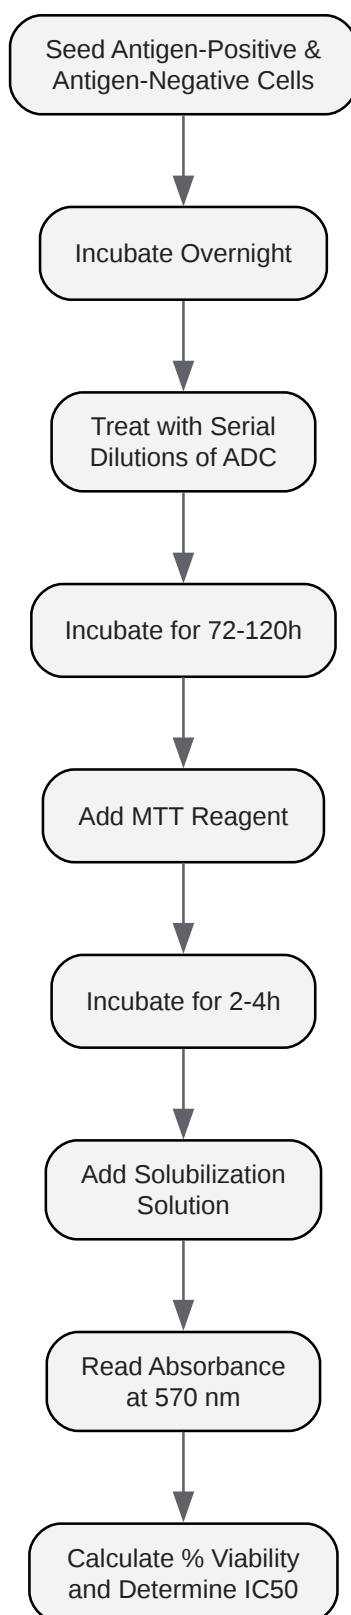 Seed Antigen-Positive &
Antigen-Negative Cells
Incubate Overnight
Treat with Serial
Dilutions of ADC
Incubate for 72-120h
Add MTT Reagent
Incubate for 2-4h
Add Solubilization
Solution
Read Absorbance
at 570 nm
Calculate % Viability
and Determine IC50